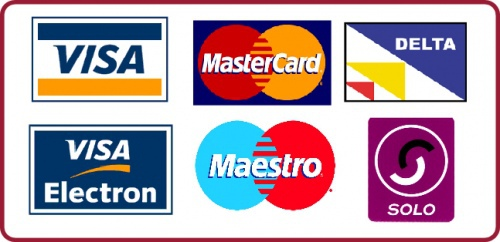 VISA
MasterCard
DELTA
VISA
Electron
Maestro
SOLO